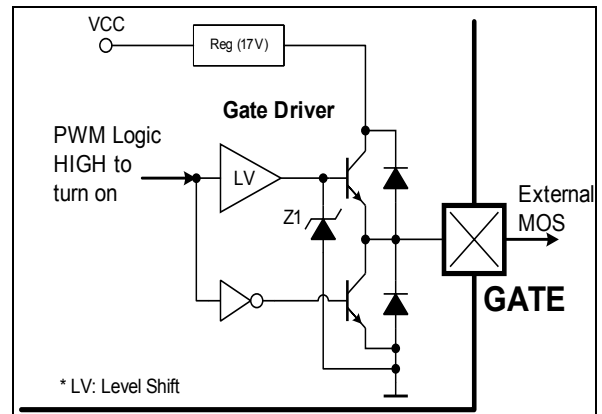 VCC
Reg (17V)
Gate Driver
PWM Logic
HIGH to
turn on
LV
Z1
External
MOS
GATE
* LV: Level Shift